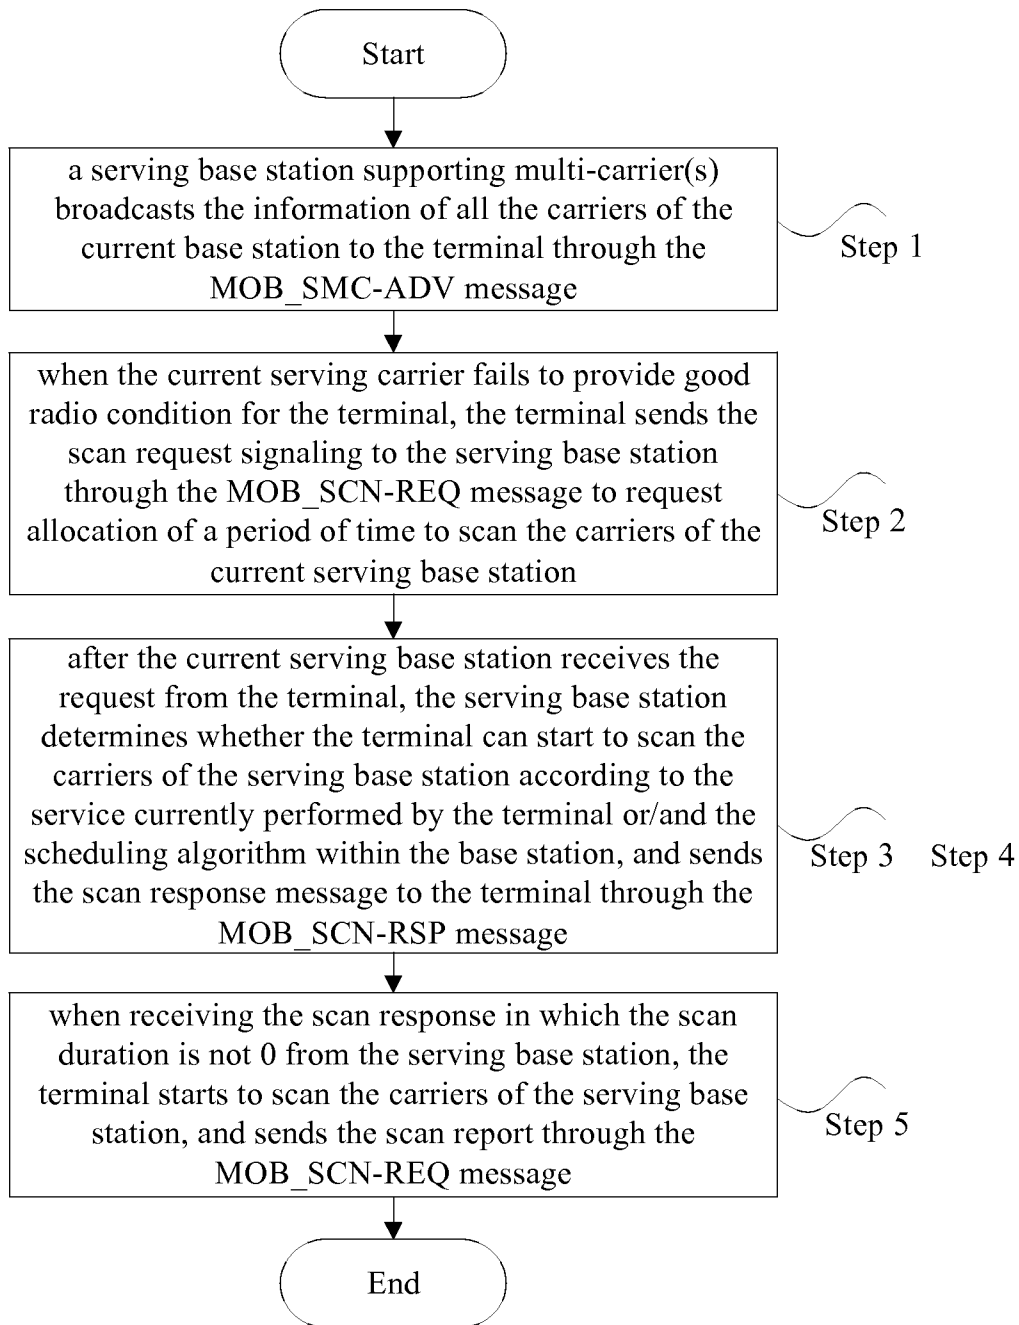 Start
a serving base station supporting multi-carrier(s)
broadcasts the information of all the carriers of the
current base station to the terminal through the
MOB_SMC-ADV message
Step 1
when the current serving carrier fails to provide good
radio condition for the terminal, the terminal sends the
scan request signaling to the serving base station
through the MOB_SCN-REQ message to request
allocation of a period of time to scan the carriers of the
current serving base station
Step 2
after the current serving base station receives the
request from the terminal, the serving base station
determines whether the terminal can start to scan the
carriers of the serving base station according to the
service currently performed by the terminal or/and the
scheduling algorithm within the base station, and sends
the scan response message to the terminal through the
MOB_SCN-RSP message
Step 3 Step 4
when receiving the scan response in which the scan
duration is not 0 from the serving base station, the
terminal starts to scan the carriers of the serving base
station, and sends the scan report through the
MOB_SCN-REQ message
Step 5
End